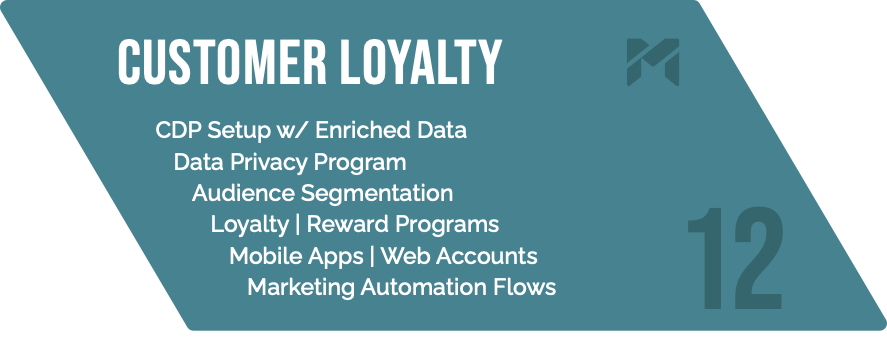 CUSTOMER LOYALTY
CDP Setup w/ Enriched Data
Data Privacy Program
Audience Segmentation
Loyalty | Reward Programs
Mobile Apps | Web Accounts
Marketing Automation Flows
12